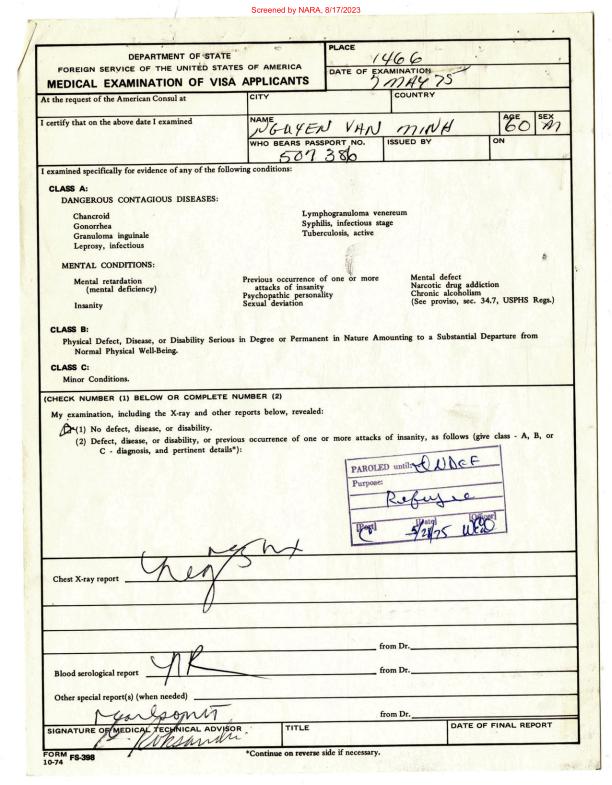 Screened by NARA, 8/17/2023
DEPARTMENT OF STATE
FOREIGN SERVICE OF THE UNITED STATES OF AMERICA
MEDICAL EXAMINATION OF VISA APPLICANTS
PLACE
1466
DATE OF EXAMINATION
7 MAY 75
At the request of the American Consul at
CITY
COUNTRY
I certify that on the above date I examined
NAME
NGUYEN VAN MINH
AGE
60
SEX
M
WHO BEARS PASSPORT NO.
507 386
ISSUED BY
ON
I examined specifically for evidence of any of the following conditions:
CLASS A:
DANGEROUS CONTAGIOUS DISEASES:
Chancroid
Gonorrhea
Granuloma inguinale
Leprosy, infectious
Lymphogranuloma venereum
Syphilis, infectious stage
Tuberculosis, active
MENTAL CONDITIONS:
Mental retardation
(mental deficiency)
Insanity
Previous occurrence of one or more
attacks of insanity
Psychopathic personality
Sexual deviation
Mental defect
Narcotic drug addiction
Chronic alcoholism
(See proviso, sec. 34.7, USPHS Regs.)
CLASS B:
Physical Defect, Disease, or Disability Serious in Degree or Permanent in Nature Amounting to a Substantial Departure from
Normal Physical Well-Being.
CLASS C:
Minor Conditions.
(CHECK NUMBER (1) BELOW OR COMPLETE NUMBER (2)
My examination, including the X-ray and other reports below, revealed:
(1) No defect, disease, or disability.
(2) Defect, disease, or disability, or previous occurrence of one or more attacks of insanity, as follows (give class - A, B, or
C - diagnosis, and pertinent details*):
PAROLED until: INDEF
Purpose:
Refugee
[Port] [Date] [Officer]
5/21/75
Chest X-ray report neg
from Dr.
Blood serological report NR
from Dr.
Other special report(s) (when needed)
from Dr.
SIGNATURE OF MEDICAL TECHNICAL ADVISOR
TITLE
DATE OF FINAL REPORT
FORM FS-398
10-74
*Continue on reverse side if necessary.